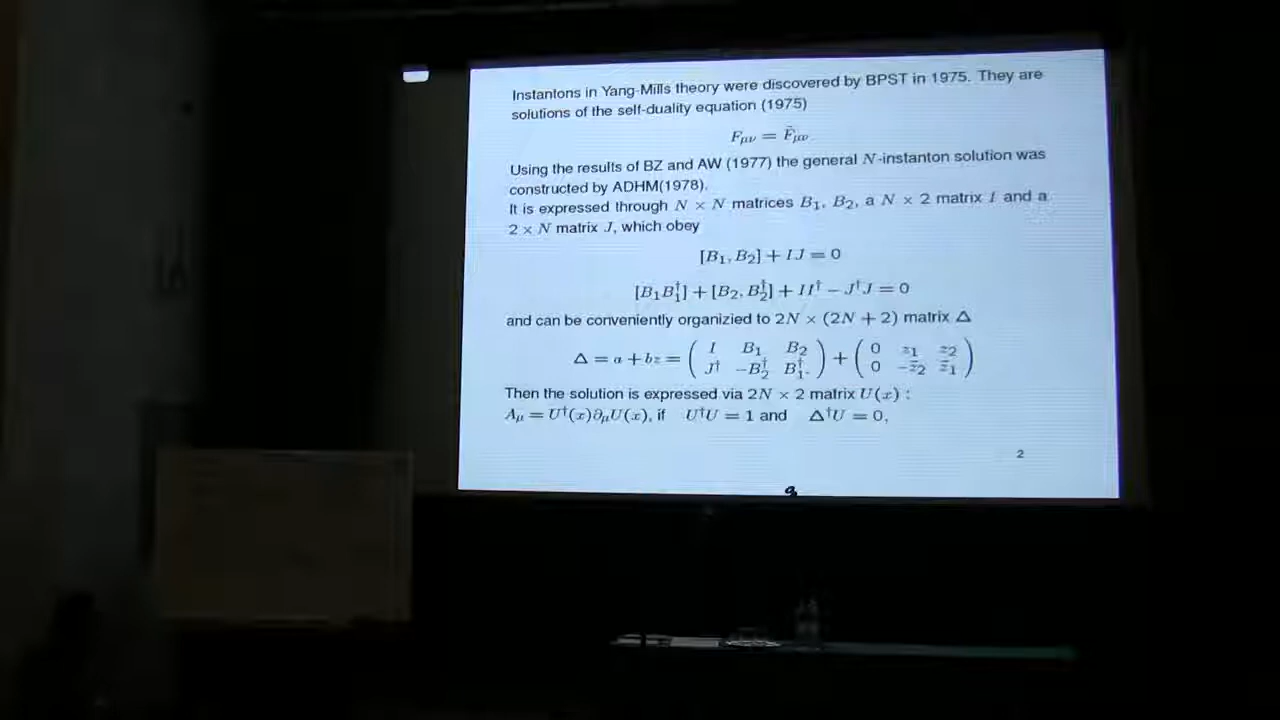 Instantons in Yang-Mills theory were discovered by BPST in 1975. They are
solutions of the self-duality equation (1975)
F_{μν} = F̃_{μν}
Using the results of BZ and AW (1977) the general N-instanton solution was
constructed by ADHM(1978).
It is expressed through N × N matrices B₁, B₂, a N × 2 matrix I and a
2 × N matrix J, which obey
[B₁, B₂] + IJ = 0
[B₁B₁†] + [B₂, B₂†] + II† − J†J = 0
and can be conveniently organizied to 2N × (2N + 2) matrix Δ
Δ = a + bz = ( I B₁ B₂ ; J† −B₂† B₁† ) + ( 0 z₁ z₂ ; 0 −z̄₂ z̄₁ )
Then the solution is expressed via 2N × 2 matrix U(x) :
A_μ = U†(x)∂_μU(x), if U†U = 1 and Δ†U = 0,
2